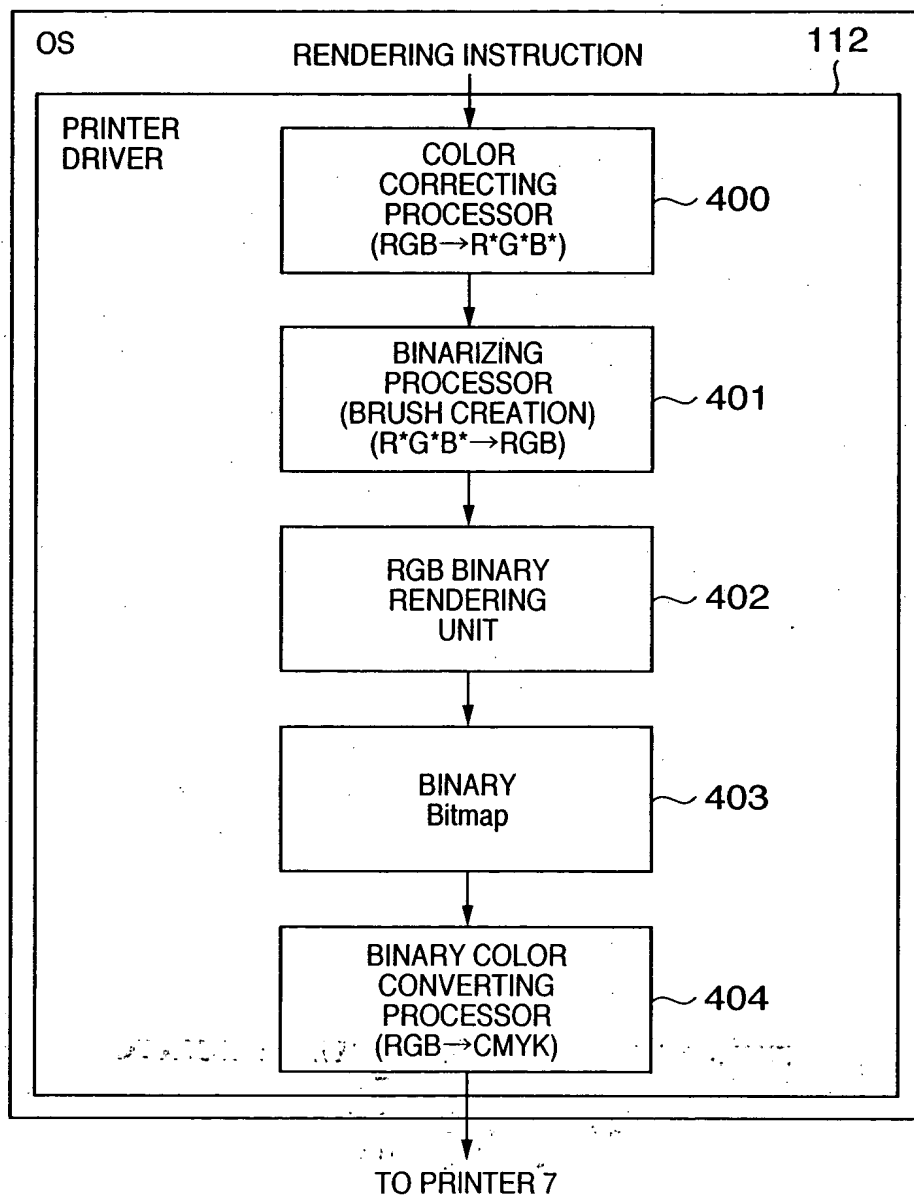 OS
112
RENDERING INSTRUCTION
PRINTER
DRIVER
COLOR
CORRECTING
PROCESSOR
(RGB→R*G*B*)
400
BINARIZING
PROCESSOR
(BRUSH CREATION)
(R*G*B*→RGB)
401
RGB BINARY
RENDERING
UNIT
402
BINARY
Bitmap
403
BINARY COLOR
CONVERTING
PROCESSOR
(RGB→CMYK)
404
TO PRINTER 7